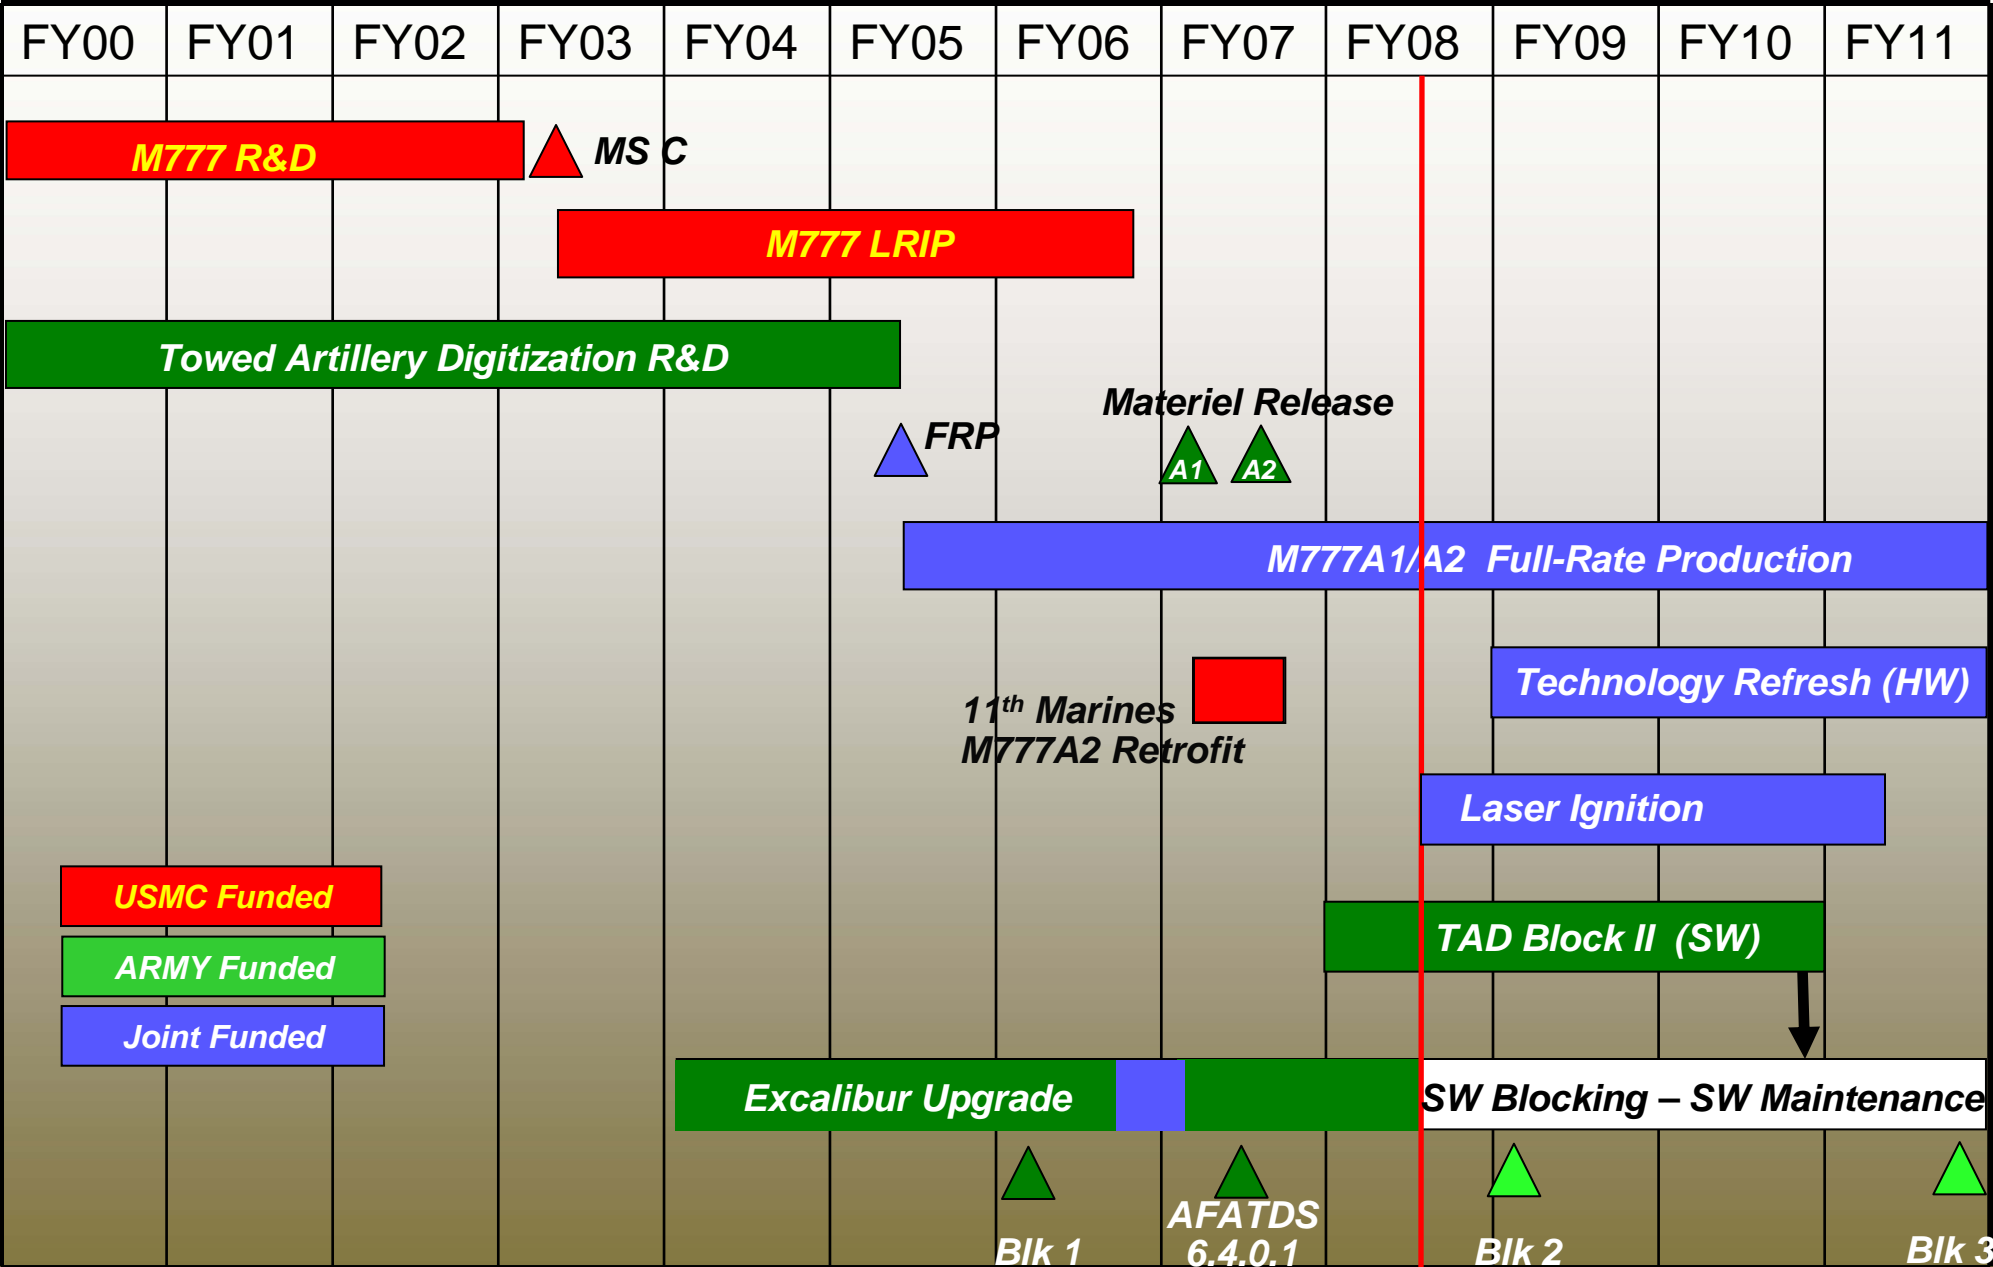 FY00 FY01 FY02 FY03 FY04 FY05 FY06 FY07 FY08 FY09 FY10 FY11
M777 R&D
MS C
M777 LRIP
Towed Artillery Digitization R&D
Materiel Release
FRP
A1 A2
M777A1/A2 Full-Rate Production
Technology Refresh (HW)
11th Marines
M777A2 Retrofit
Laser Ignition
USMC Funded
TAD Block II (SW)
ARMY Funded
Joint Funded
Excalibur Upgrade
SW Blocking – SW Maintenance
AFATDS
6.4.0.1
Blk 1
Blk 2
Blk 3